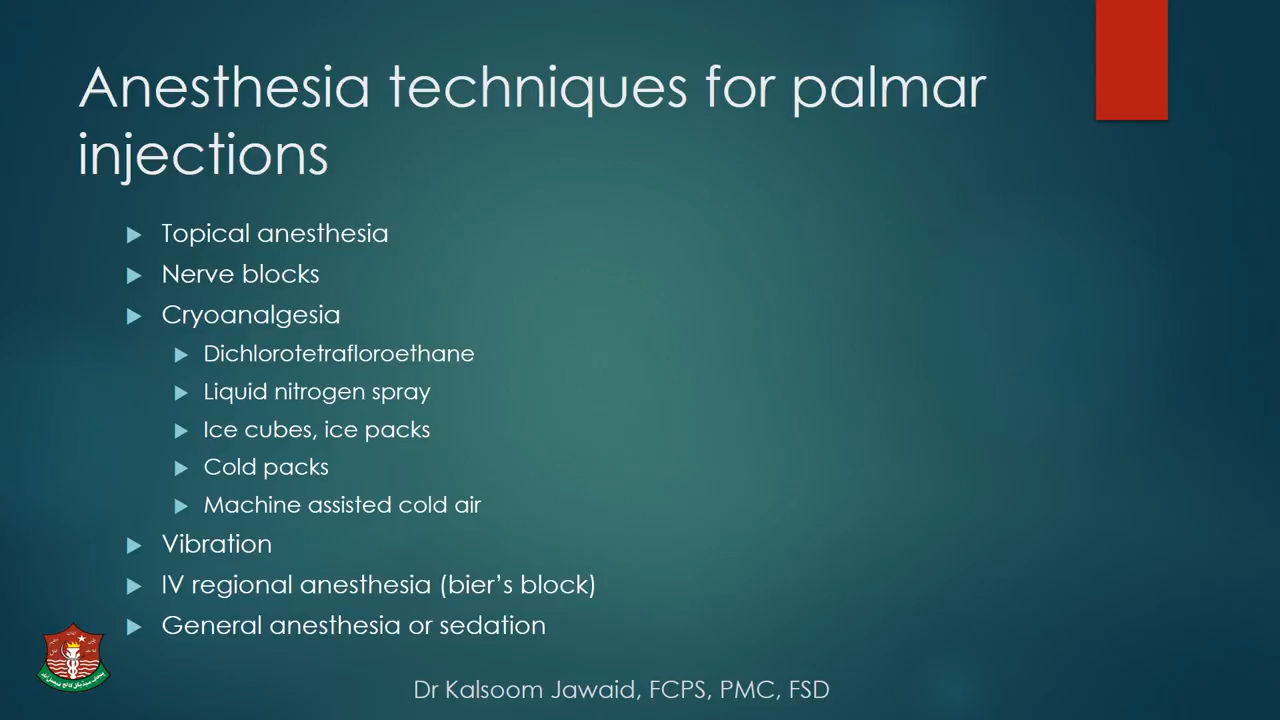 Anesthesia techniques for palmar
injections
Topical anesthesia
Nerve blocks
Cryoanalgesia
Dichlorotetrafloroethane
Liquid nitrogen spray
Ice cubes, ice packs
Cold packs
Machine assisted cold air
Vibration
IV regional anesthesia (bier’s block)
General anesthesia or sedation
Dr Kalsoom Jawaid, FCPS, PMC, FSD